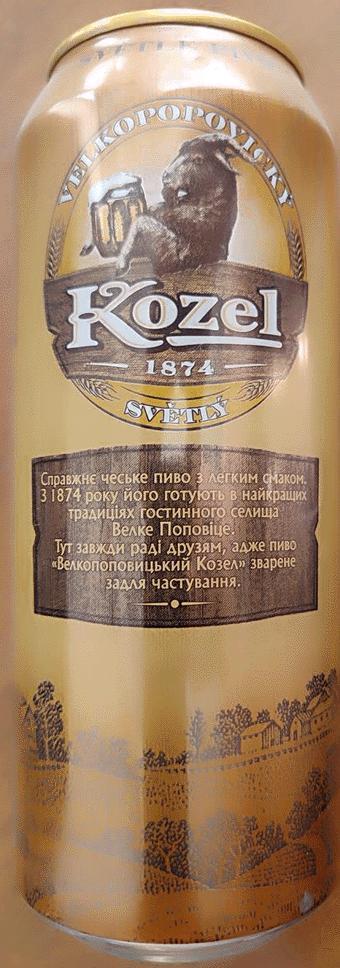 VELKOPOPOVICKÝ
Kozel
1874
SVĚTLÝ
Справжнє чеське пиво з легким смаком.
З 1874 року його готують в найкращих
традиціях гостинного селища
Велке Поповіце.
Тут завжди раді друзям, адже пиво
«Велкопоповицький Козел» зварене
задля частування.